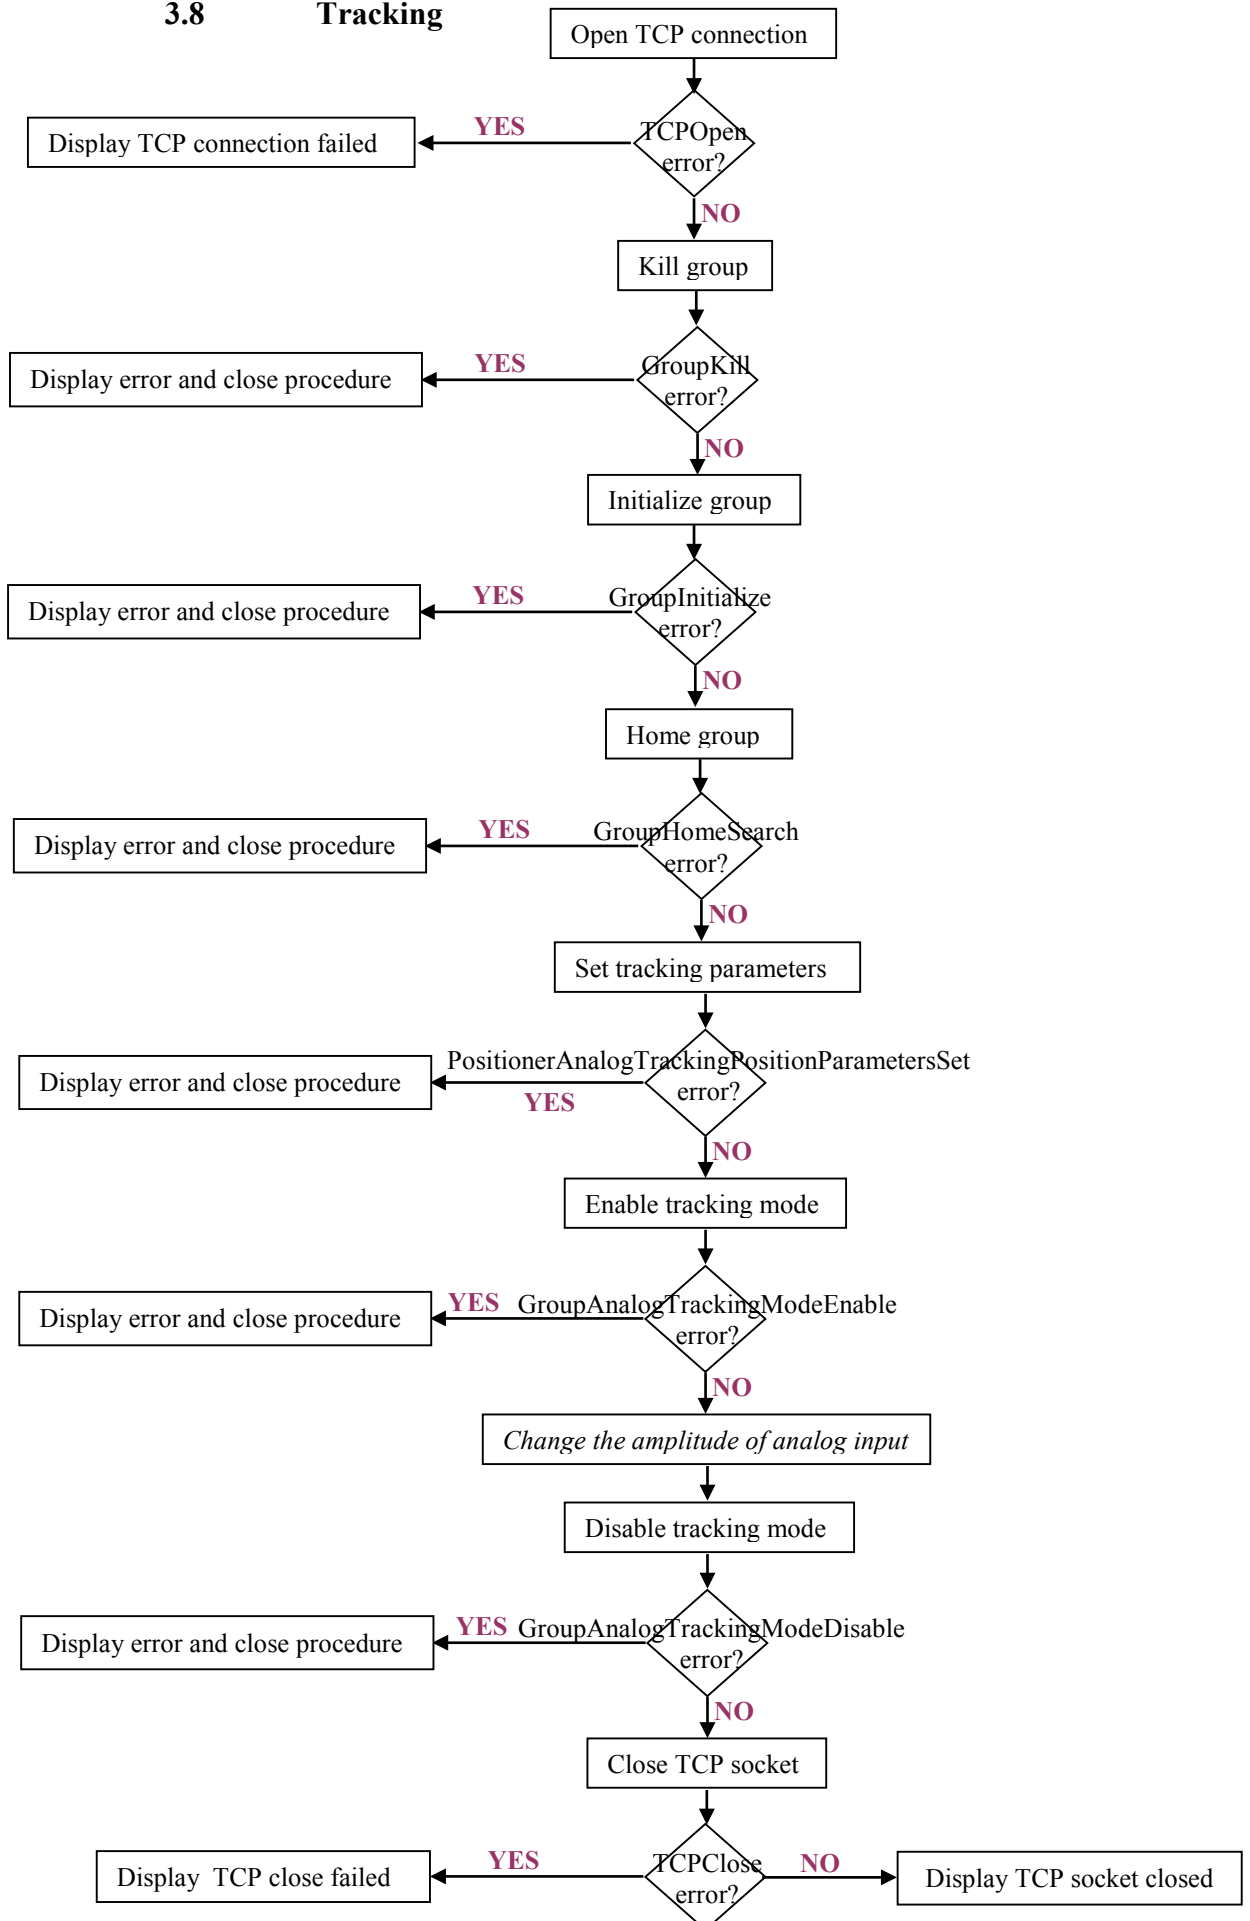 3.8 Tracking
Open TCP connection
TCPOpen
error?
YES
Display TCP connection failed
NO
Kill group
GroupKill
error?
YES
Display error and close procedure
NO
Initialize group
GroupInitialize
error?
YES
Display error and close procedure
NO
Home group
GroupHomeSearch
error?
YES
Display error and close procedure
NO
Set tracking parameters
PositionerAnalogTrackingPositionParametersSet
error?
YES
Display error and close procedure
NO
Enable tracking mode
GroupAnalogTrackingModeEnable
error?
YES
Display error and close procedure
NO
Change the amplitude of analog input
Disable tracking mode
GroupAnalogTrackingModeDisable
error?
YES
Display error and close procedure
NO
Close TCP socket
TCPClose
error?
YES
Display TCP close failed
NO
Display TCP socket closed